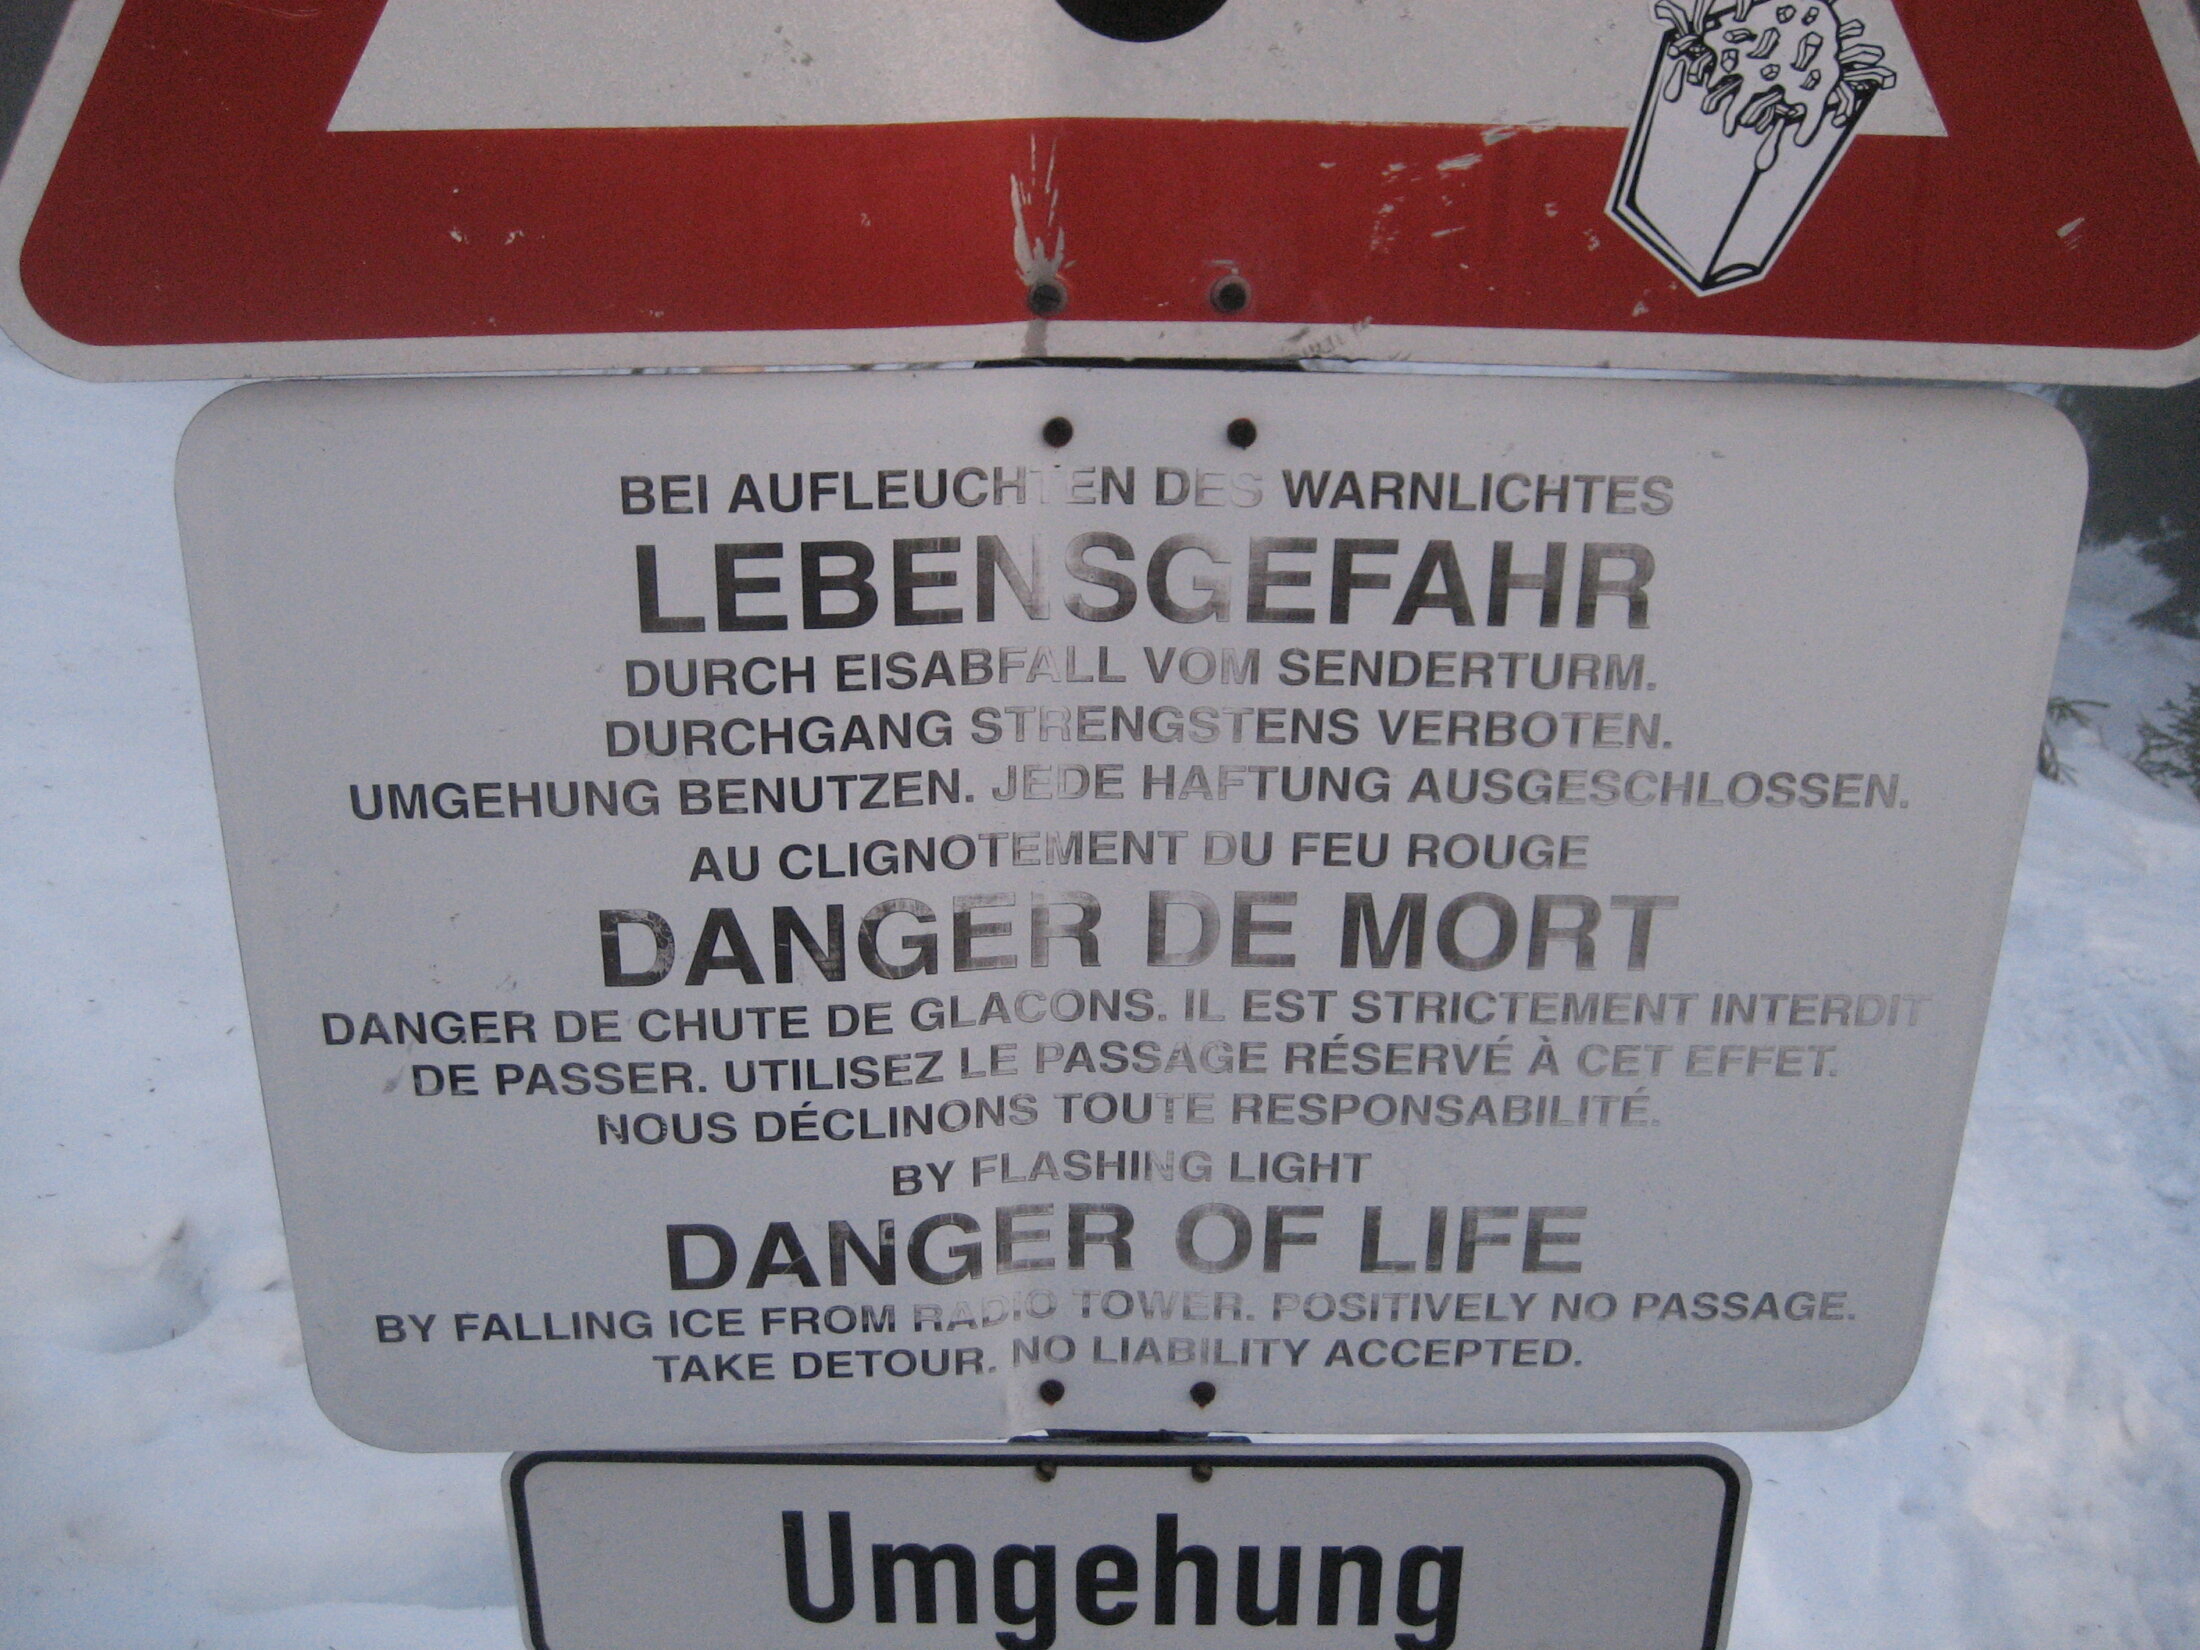 BEI AUFLEUCHTEN DES WARNLICHTES
LEBENSGEFAHR
DURCH EISABFALL VOM SENDERTURM.
DURCHGANG STRENGSTENS VERBOTEN.
UMGEHUNG BENUTZEN. JEDE HAFTUNG AUSGESCHLOSSEN.
AU CLIGNOTEMENT DU FEU ROUGE
DANGER DE MORT
DANGER DE CHUTE DE GLACONS. IL EST STRICTEMENT INTERDIT
DE PASSER. UTILISEZ LE PASSAGE RÉSERVÉ À CET EFFET.
NOUS DÉCLINONS TOUTE RESPONSABILITÉ.
BY FLASHING LIGHT
DANGER OF LIFE
BY FALLING ICE FROM RADIO TOWER. POSITIVELY NO PASSAGE.
TAKE DETOUR. NO LIABILITY ACCEPTED.
Umgehung